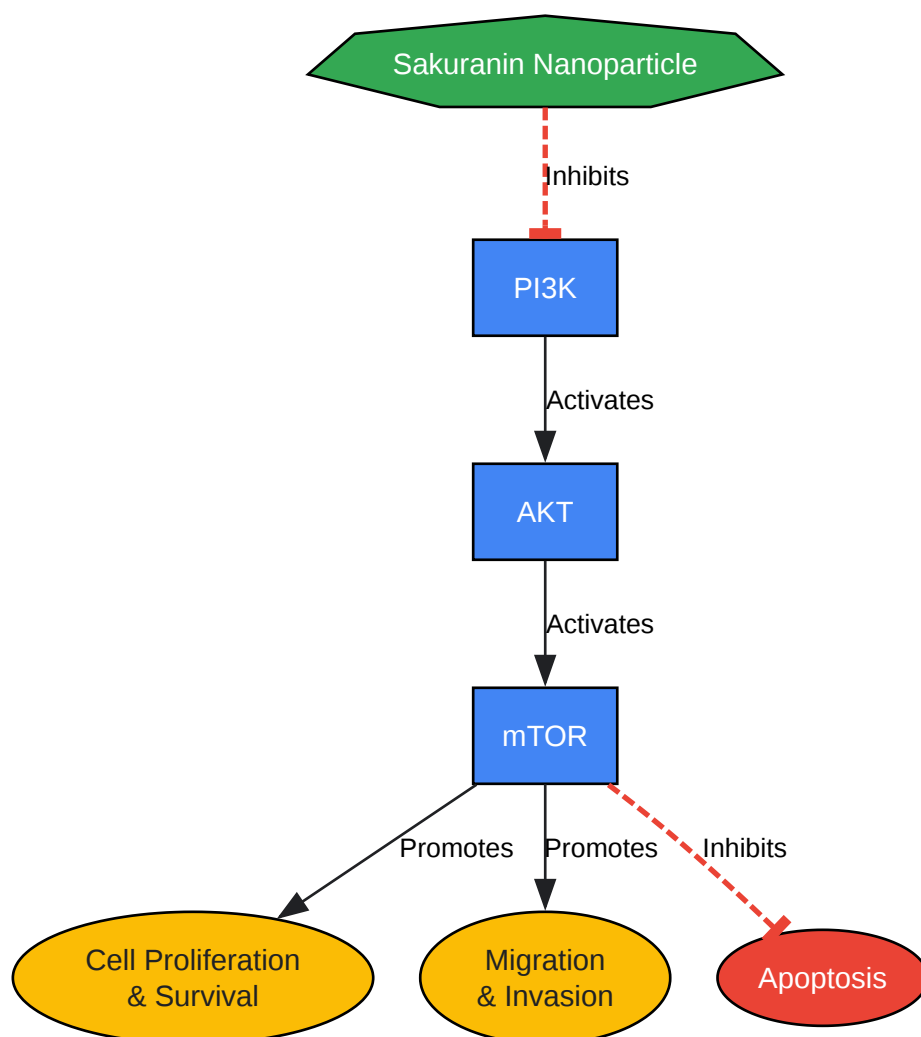 Sakuranin Nanoparticle
Inhibits
PI3K
Activates
AKT
Activates
mTOR
Promotes
Promotes
Inhibits
Cell Proliferation
& Survival
Migration
& Invasion
Apoptosis